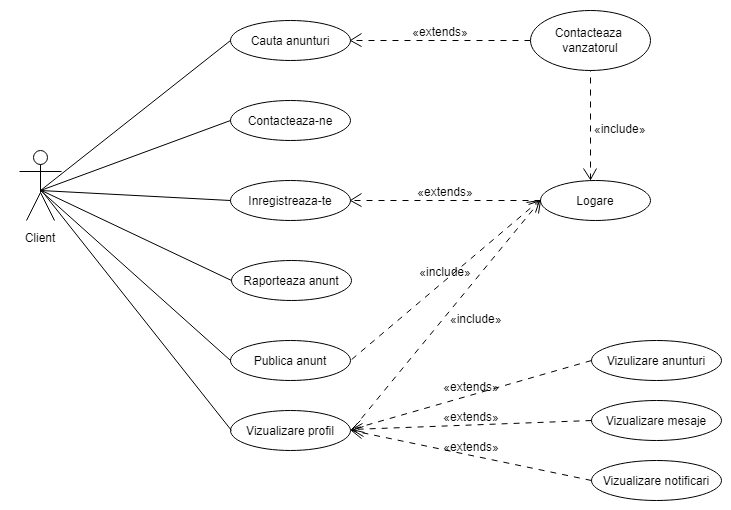 Cauta anunturi
«extends»
Contacteaza
vanzatorul
Contacteaza-ne
«include»
Inregistreaza-te
«extends»
Logare
Client
Raporteaza anunt
«include»
«include»
Publica anunt
Vizulizare anunturi
«extends»
Vizualizare profil
«extends»
Vizualizare mesaje
«extends»
Vizualizare notificari